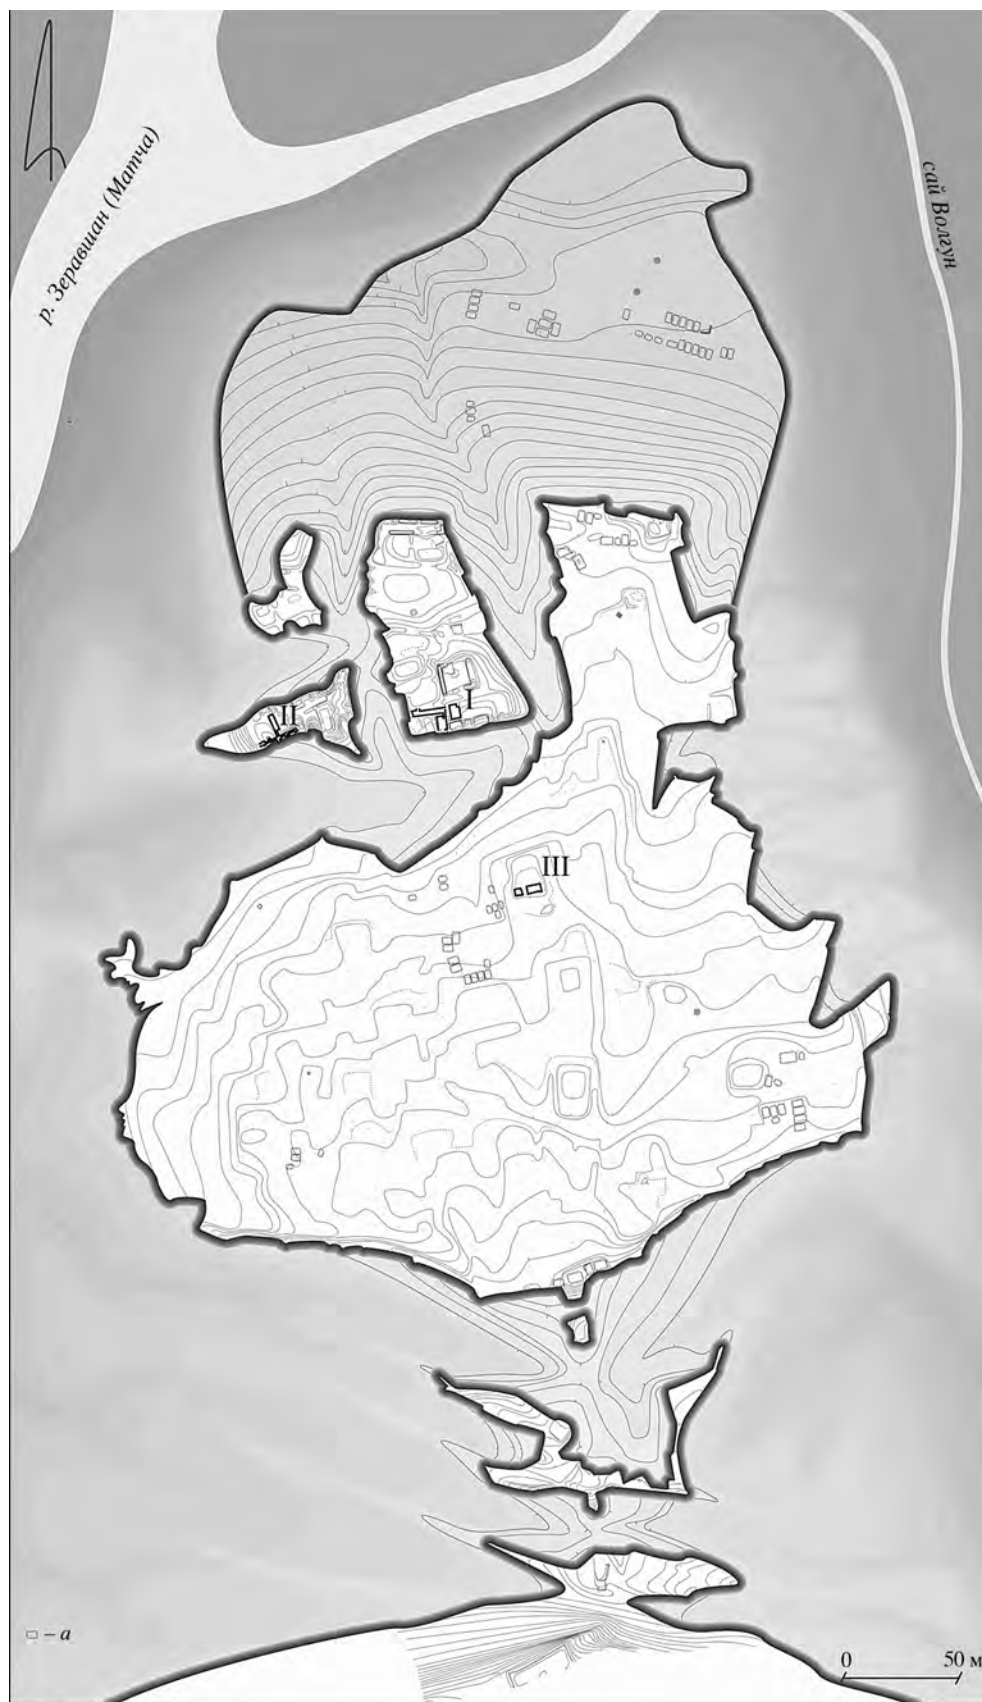 р. Зеравшан (Матча)
сай Волгун
I
II
III
– а
0 50 м